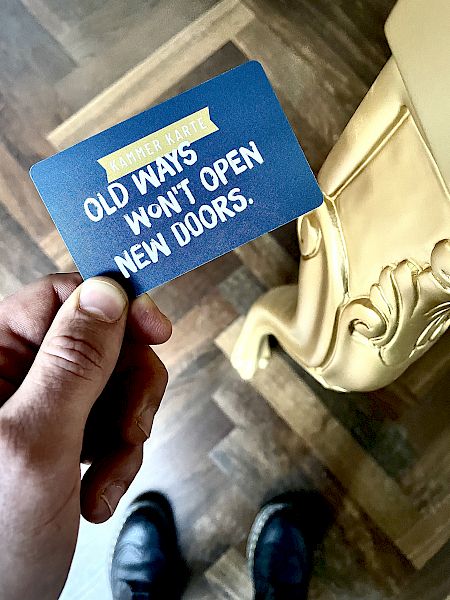 KAMMER KARTE
OLD WAYS
WON'T OPEN
NEW DOORS.